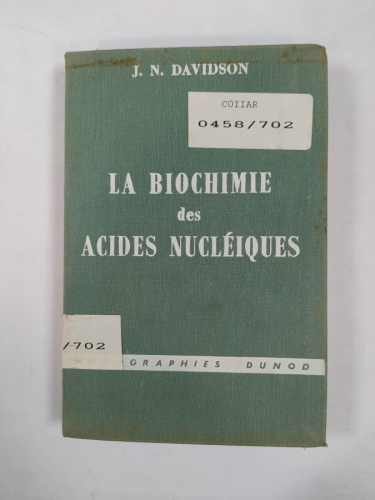 J. N. DAVIDSON
COIIAR
0458/702
LA BIOCHIMIE
des
ACIDES NUCLÉIQUES
/702
GRAPHIES DUNOD